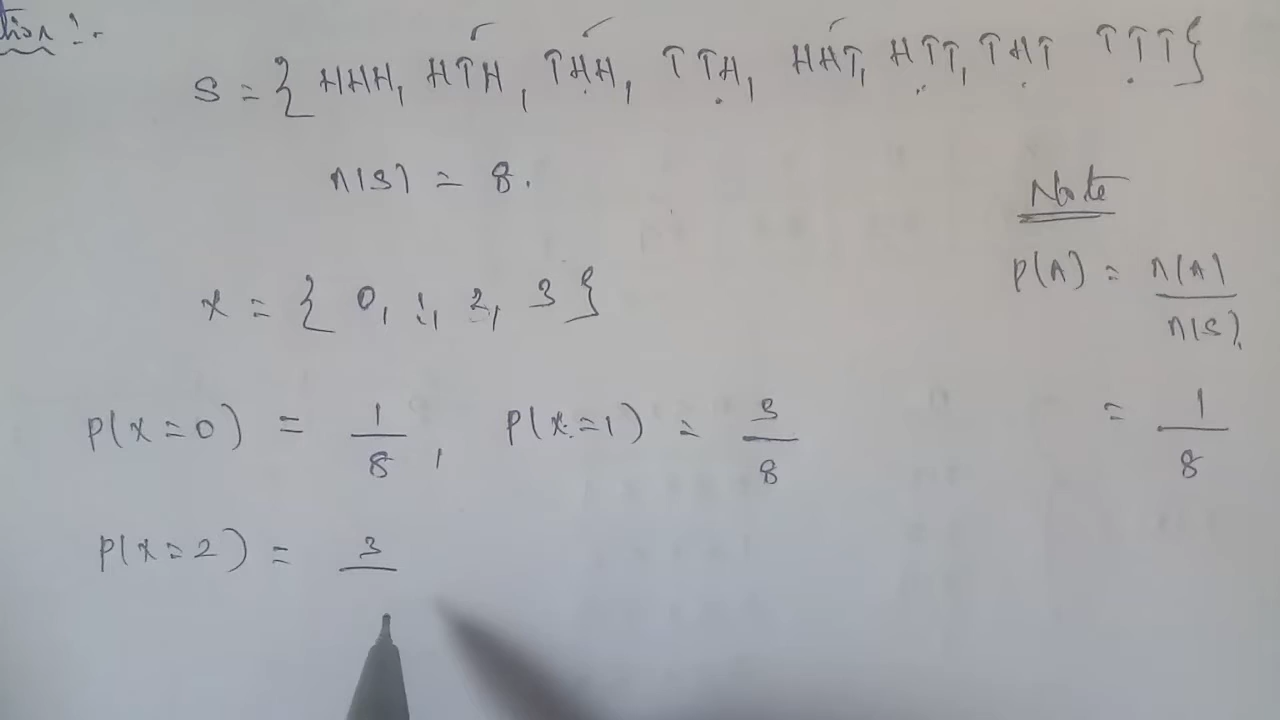 tion :-
S = { HHH, HTH, THH, TTH, HHT, HTT, THT TTT }
n(S) = 8.
Note
P(A) = n(A) / n(S)
X = { 0, 1, 2, 3 }
P(X=0) = 1/8, P(X=1) = 3/8
= 1/8
P(X=2) = 3